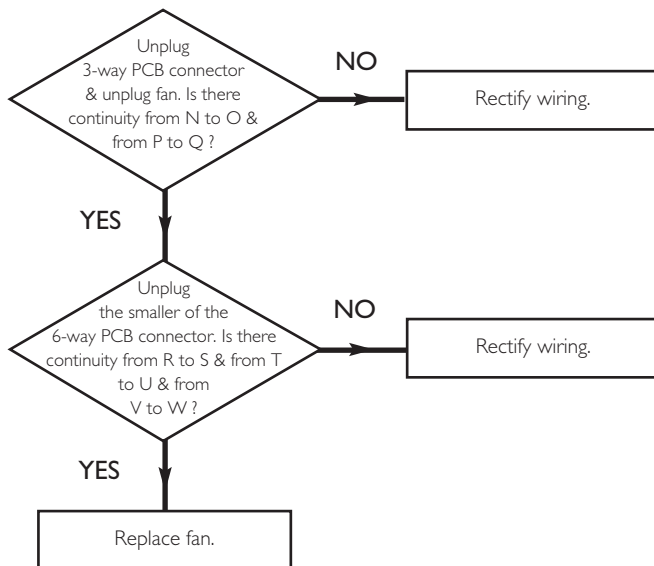 Unplug
3-way PCB connector
& unplug fan. Is there
continuity from N to O &
from P to Q ?
NO
Rectify wiring.
YES
Unplug
the smaller of the
6-way PCB connector. Is there
continuity from R to S & from T
to U & from
V to W ?
NO
Rectify wiring.
YES
Replace fan.